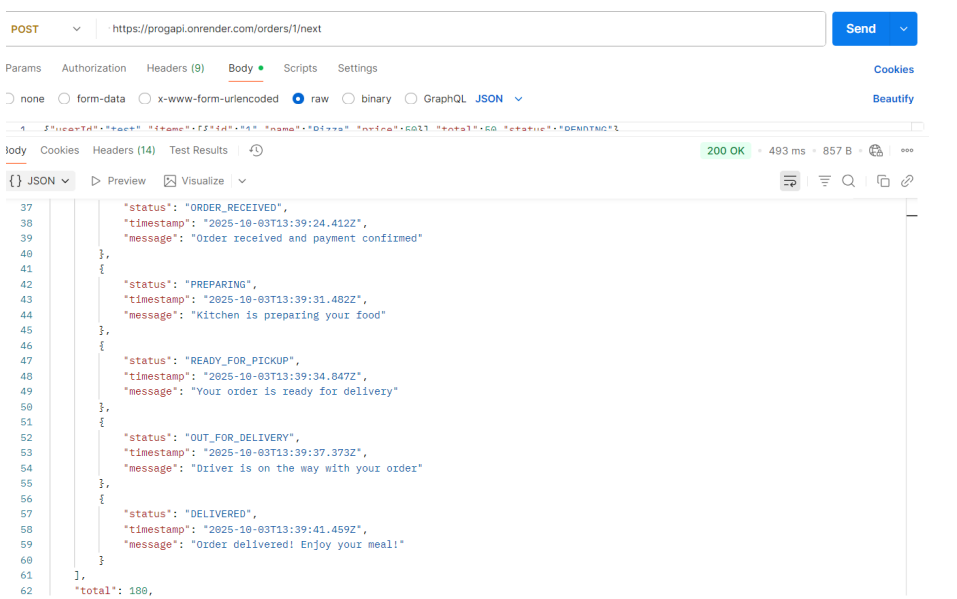 POST https://progapi.onrender.com/orders/1/next Send
Params Authorization Headers (9) Body Scripts Settings Cookies
none form-data x-www-form-urlencoded raw binary GraphQL JSON Beautify
1 {"userId":"test","items":[{"id":"1","name":"Pizza","price":50}],"total":50,"status":"PENDING"}
Body Cookies Headers (14) Test Results 200 OK 493 ms 857 B
{} JSON Preview Visualize
37 "status": "ORDER_RECEIVED",
38 "timestamp": "2025-10-03T13:39:24.412Z",
39 "message": "Order received and payment confirmed"
40 },
41 {
42 "status": "PREPARING",
43 "timestamp": "2025-10-03T13:39:31.482Z",
44 "message": "Kitchen is preparing your food"
45 },
46 {
47 "status": "READY_FOR_PICKUP",
48 "timestamp": "2025-10-03T13:39:34.847Z",
49 "message": "Your order is ready for delivery"
50 },
51 {
52 "status": "OUT_FOR_DELIVERY",
53 "timestamp": "2025-10-03T13:39:37.373Z",
54 "message": "Driver is on the way with your order"
55 },
56 {
57 "status": "DELIVERED",
58 "timestamp": "2025-10-03T13:39:41.459Z",
59 "message": "Order delivered! Enjoy your meal!"
60 }
61 ],
62 "total": 180,